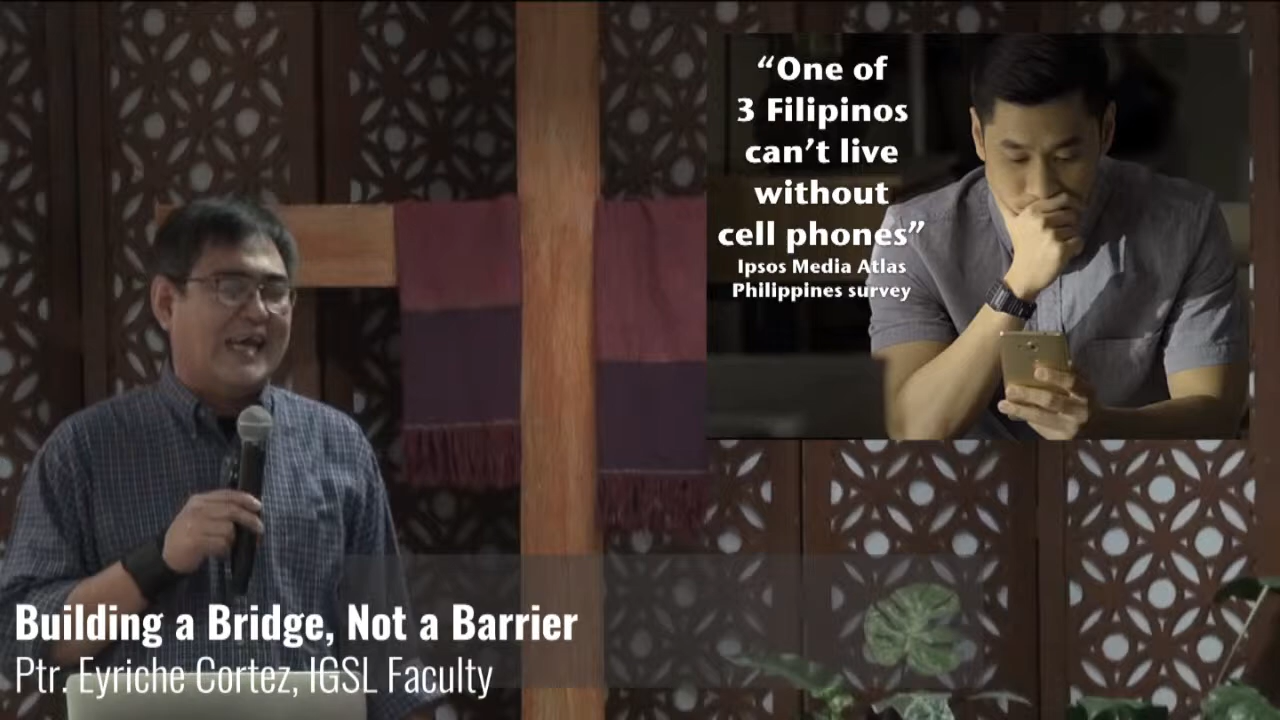 “One of
3 Filipinos
can’t live
without
cell phones”
Ipsos Media Atlas
Philippines survey
Building a Bridge, Not a Barrier
Ptr. Eyriche Cortez, IGSL Faculty